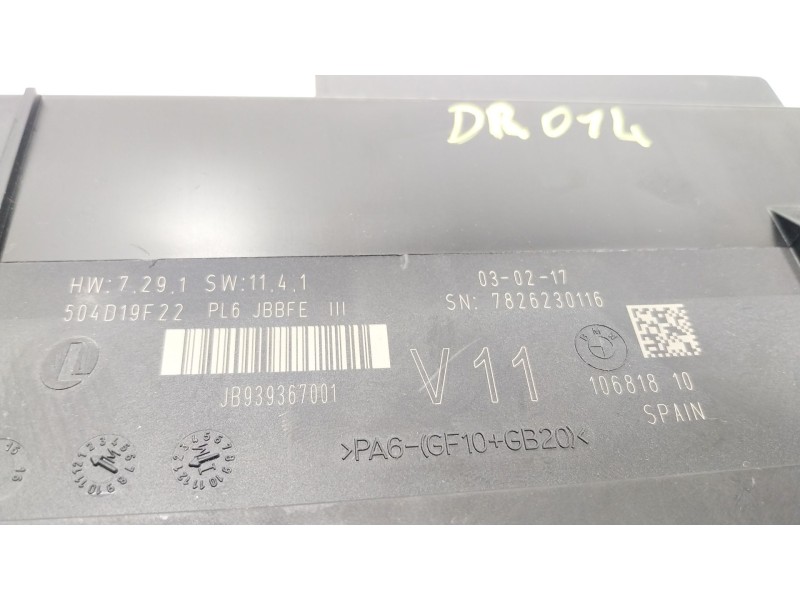 DR014
HW:7.29.1 SW:11.4.1
504D19F22 PL6 JBBFE III
03-02-17
SN: 7826230116
JB939367001
V11
BMW
106818 10
SPAIN
>PA6-(GF10+GB20)<